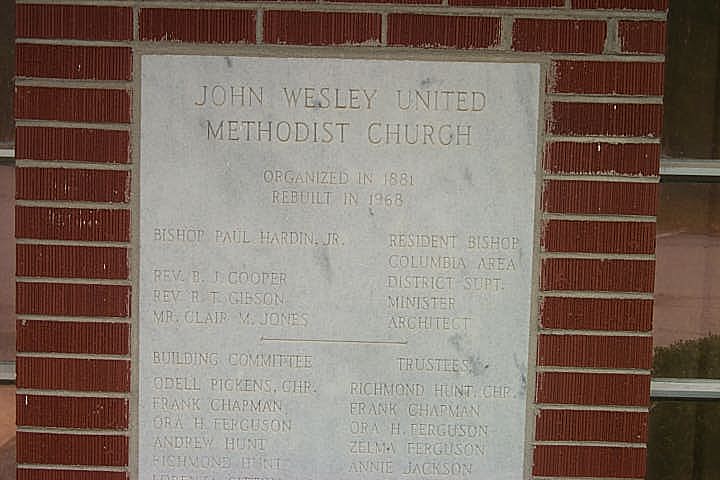 JOHN WESLEY UNITED
METHODIST CHURCH
ORGANIZED IN 1881
REBUILT IN 1968
BISHOP PAUL HARDIN, JR. RESIDENT BISHOP
COLUMBIA AREA
REV. B. J. COOPER DISTRICT SUPT.
REV. R. T. GIBSON MINISTER
MR. CLAIR M. JONES ARCHITECT
BUILDING COMMITTEE
ODELL PICKENS, CHR.
FRANK CHAPMAN
ORA H. FERGUSON
ANDREW HUNT
RICHMOND HUNT
TRUSTEES
RICHMOND HUNT, CHR.
FRANK CHAPMAN
ORA H. FERGUSON
ZELMA FERGUSON
ANNIE JACKSON